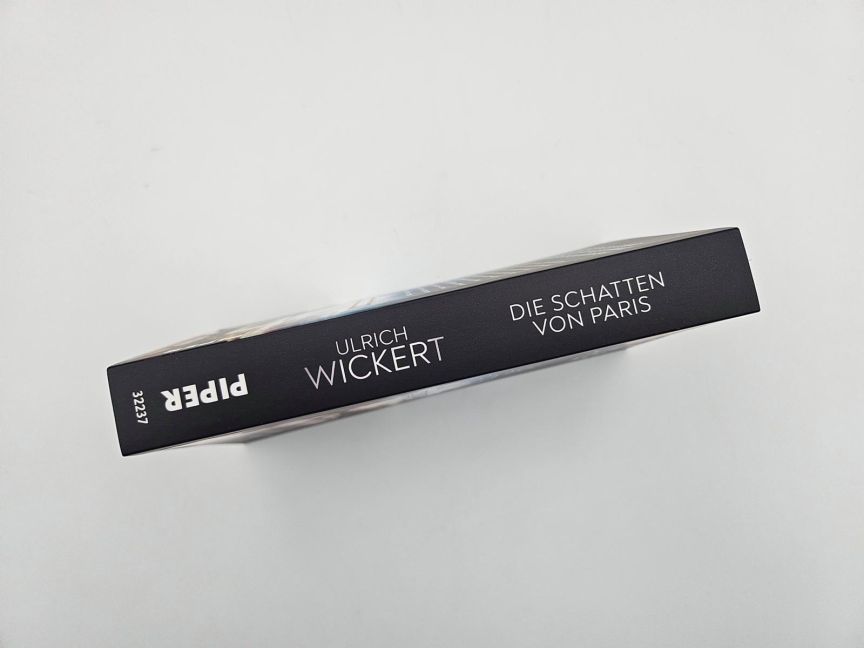 ULRICH
WICKERT
DIE SCHATTEN
VON PARIS
PIPER
32237